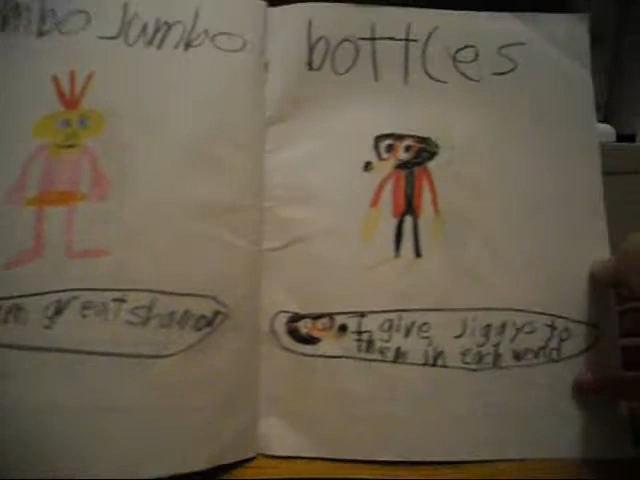 mbo Jumbo
m great shaman
bottles
I give Jiggys to
them in each world